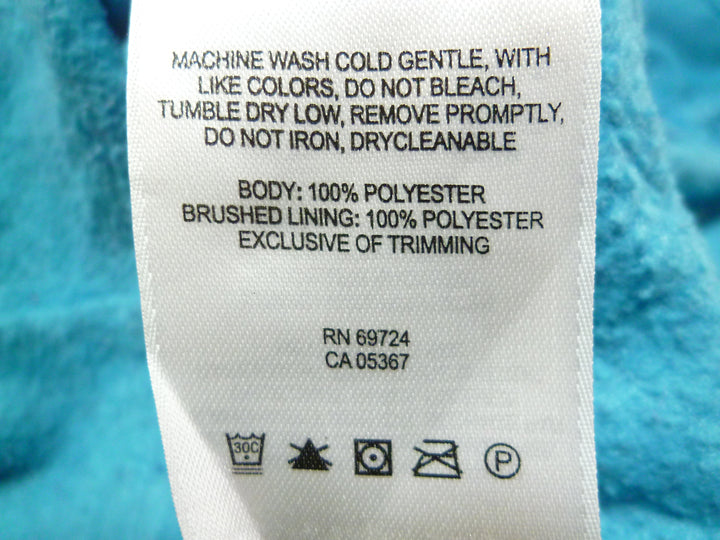 MACHINE WASH COLD GENTLE, WITH
LIKE COLORS, DO NOT BLEACH,
TUMBLE DRY LOW, REMOVE PROMPTLY,
DO NOT IRON, DRYCLEANABLE
BODY: 100% POLYESTER
BRUSHED LINING: 100% POLYESTER
EXCLUSIVE OF TRIMMING
RN 69724
CA 05367
30C P